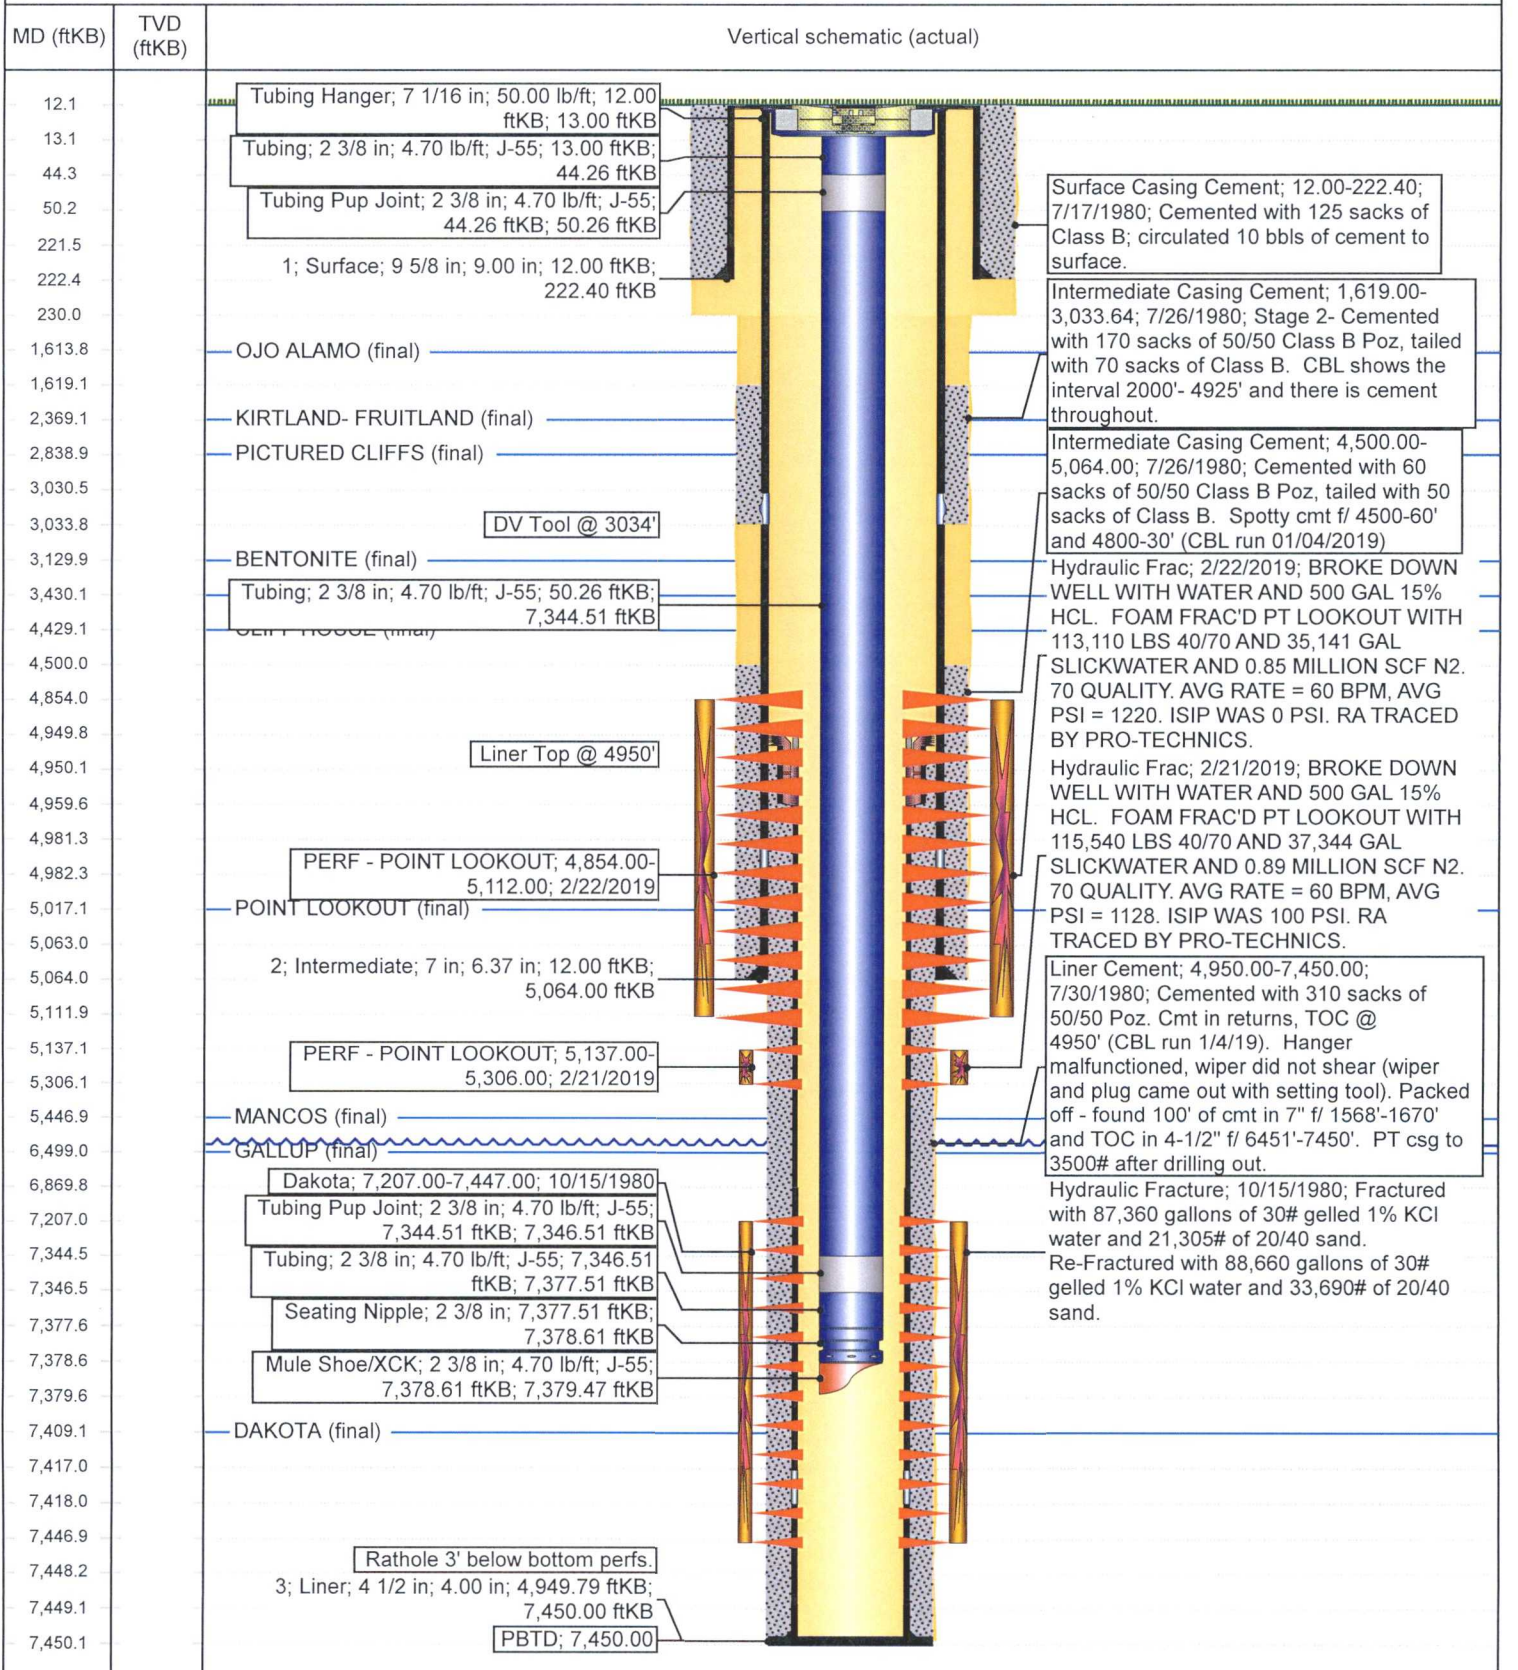 MD (ftKB)
TVD
(ftKB)
Vertical schematic (actual)
12.1
13.1
44.3
50.2
221.5
222.4
230.0
1,613.8
1,619.1
2,369.1
2,838.9
3,030.5
3,033.8
3,129.9
3,430.1
4,429.1
4,500.0
4,854.0
4,949.8
4,950.1
4,959.6
4,981.3
4,982.3
5,017.1
5,063.0
5,064.0
5,111.9
5,137.1
5,306.1
5,446.9
6,499.0
6,869.8
7,207.0
7,344.5
7,346.5
7,377.6
7,378.6
7,379.6
7,409.1
7,417.0
7,418.0
7,446.9
7,448.2
7,449.1
7,450.1
Tubing Hanger; 7 1/16 in; 50.00 lb/ft; 12.00
ftKB; 13.00 ftKB
Tubing; 2 3/8 in; 4.70 lb/ft; J-55; 13.00 ftKB;
44.26 ftKB
Tubing Pup Joint; 2 3/8 in; 4.70 lb/ft; J-55;
44.26 ftKB; 50.26 ftKB
1; Surface; 9 5/8 in; 9.00 in; 12.00 ftKB;
222.40 ftKB
OJO ALAMO (final)
KIRTLAND- FRUITLAND (final)
PICTURED CLIFFS (final)
DV Tool @ 3034'
BENTONITE (final)
Tubing; 2 3/8 in; 4.70 lb/ft; J-55; 50.26 ftKB;
7,344.51 ftKB
CLIFF HOUSE (final)
Liner Top @ 4950'
PERF - POINT LOOKOUT; 4,854.00-
5,112.00; 2/22/2019
POINT LOOKOUT (final)
2; Intermediate; 7 in; 6.37 in; 12.00 ftKB;
5,064.00 ftKB
PERF - POINT LOOKOUT; 5,137.00-
5,306.00; 2/21/2019
MANCOS (final)
GALLUP (final)
Dakota; 7,207.00-7,447.00; 10/15/1980
Tubing Pup Joint; 2 3/8 in; 4.70 lb/ft; J-55;
7,344.51 ftKB; 7,346.51 ftKB
Tubing; 2 3/8 in; 4.70 lb/ft; J-55; 7,346.51
ftKB; 7,377.51 ftKB
Seating Nipple; 2 3/8 in; 7,377.51 ftKB;
7,378.61 ftKB
Mule Shoe/XCK; 2 3/8 in; 4.70 lb/ft; J-55;
7,378.61 ftKB; 7,379.47 ftKB
DAKOTA (final)
Rathole 3' below bottom perfs.
3; Liner; 4 1/2 in; 4.00 in; 4,949.79 ftKB;
7,450.00 ftKB
PBTD; 7,450.00
Surface Casing Cement; 12.00-222.40;
7/17/1980; Cemented with 125 sacks of
Class B; circulated 10 bbls of cement to
surface.
Intermediate Casing Cement; 1,619.00-
3,033.64; 7/26/1980; Stage 2- Cemented
with 170 sacks of 50/50 Class B Poz, tailed
with 70 sacks of Class B.  CBL shows the
interval 2000'- 4925' and there is cement
throughout.
Intermediate Casing Cement; 4,500.00-
5,064.00; 7/26/1980; Cemented with 60
sacks of 50/50 Class B Poz, tailed with 50
sacks of Class B.  Spotty cmt f/ 4500-60'
and 4800-30' (CBL run 01/04/2019)
Hydraulic Frac; 2/22/2019; BROKE DOWN
WELL WITH WATER AND 500 GAL 15%
HCL.  FOAM FRAC'D PT LOOKOUT WITH
113,110 LBS 40/70 AND 35,141 GAL
SLICKWATER AND 0.85 MILLION SCF N2.
70 QUALITY. AVG RATE = 60 BPM, AVG
PSI = 1220. ISIP WAS 0 PSI. RA TRACED
BY PRO-TECHNICS.
Hydraulic Frac; 2/21/2019; BROKE DOWN
WELL WITH WATER AND 500 GAL 15%
HCL.  FOAM FRAC'D PT LOOKOUT WITH
115,540 LBS 40/70 AND 37,344 GAL
SLICKWATER AND 0.89 MILLION SCF N2.
70 QUALITY. AVG RATE = 60 BPM, AVG
PSI = 1128. ISIP WAS 100 PSI. RA
TRACED BY PRO-TECHNICS.
Liner Cement; 4,950.00-7,450.00;
7/30/1980; Cemented with 310 sacks of
50/50 Poz. Cmt in returns, TOC @
4950' (CBL run 1/4/19).  Hanger
malfunctioned, wiper did not shear (wiper
and plug came out with setting tool). Packed
off - found 100' of cmt in 7" f/ 1568'-1670'
and TOC in 4-1/2" f/ 6451'-7450'.  PT csg to
3500# after drilling out.
Hydraulic Fracture; 10/15/1980; Fractured
with 87,360 gallons of 30# gelled 1% KCl
water and 21,305# of 20/40 sand.
Re-Fractured with 88,660 gallons of 30#
gelled 1% KCl water and 33,690# of 20/40
sand.